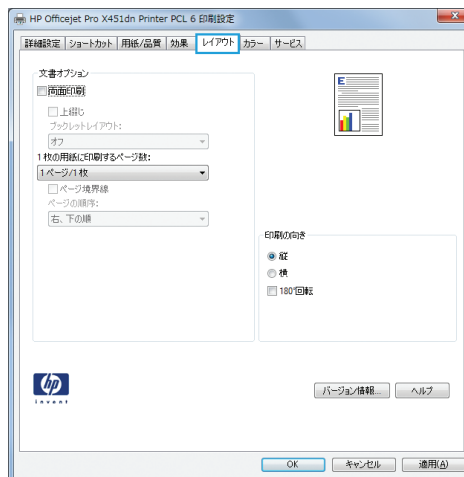 HP Officejet Pro X451dn Printer PCL 6 印刷設定
詳細設定 ショートカット 用紙/品質 効果 レイアウト カラー サービス
文書オプション
両面印刷
上綴じ
ブックレットレイアウト:
オフ
1 枚の用紙に印刷するページ数:
1 ページ/1 枚
ページ境界線
ページの順序:
右、下の順
E
印刷の向き
縦
横
180°回転
hp
invent
バージョン情報... ヘルプ
OK キャンセル 適用(A)